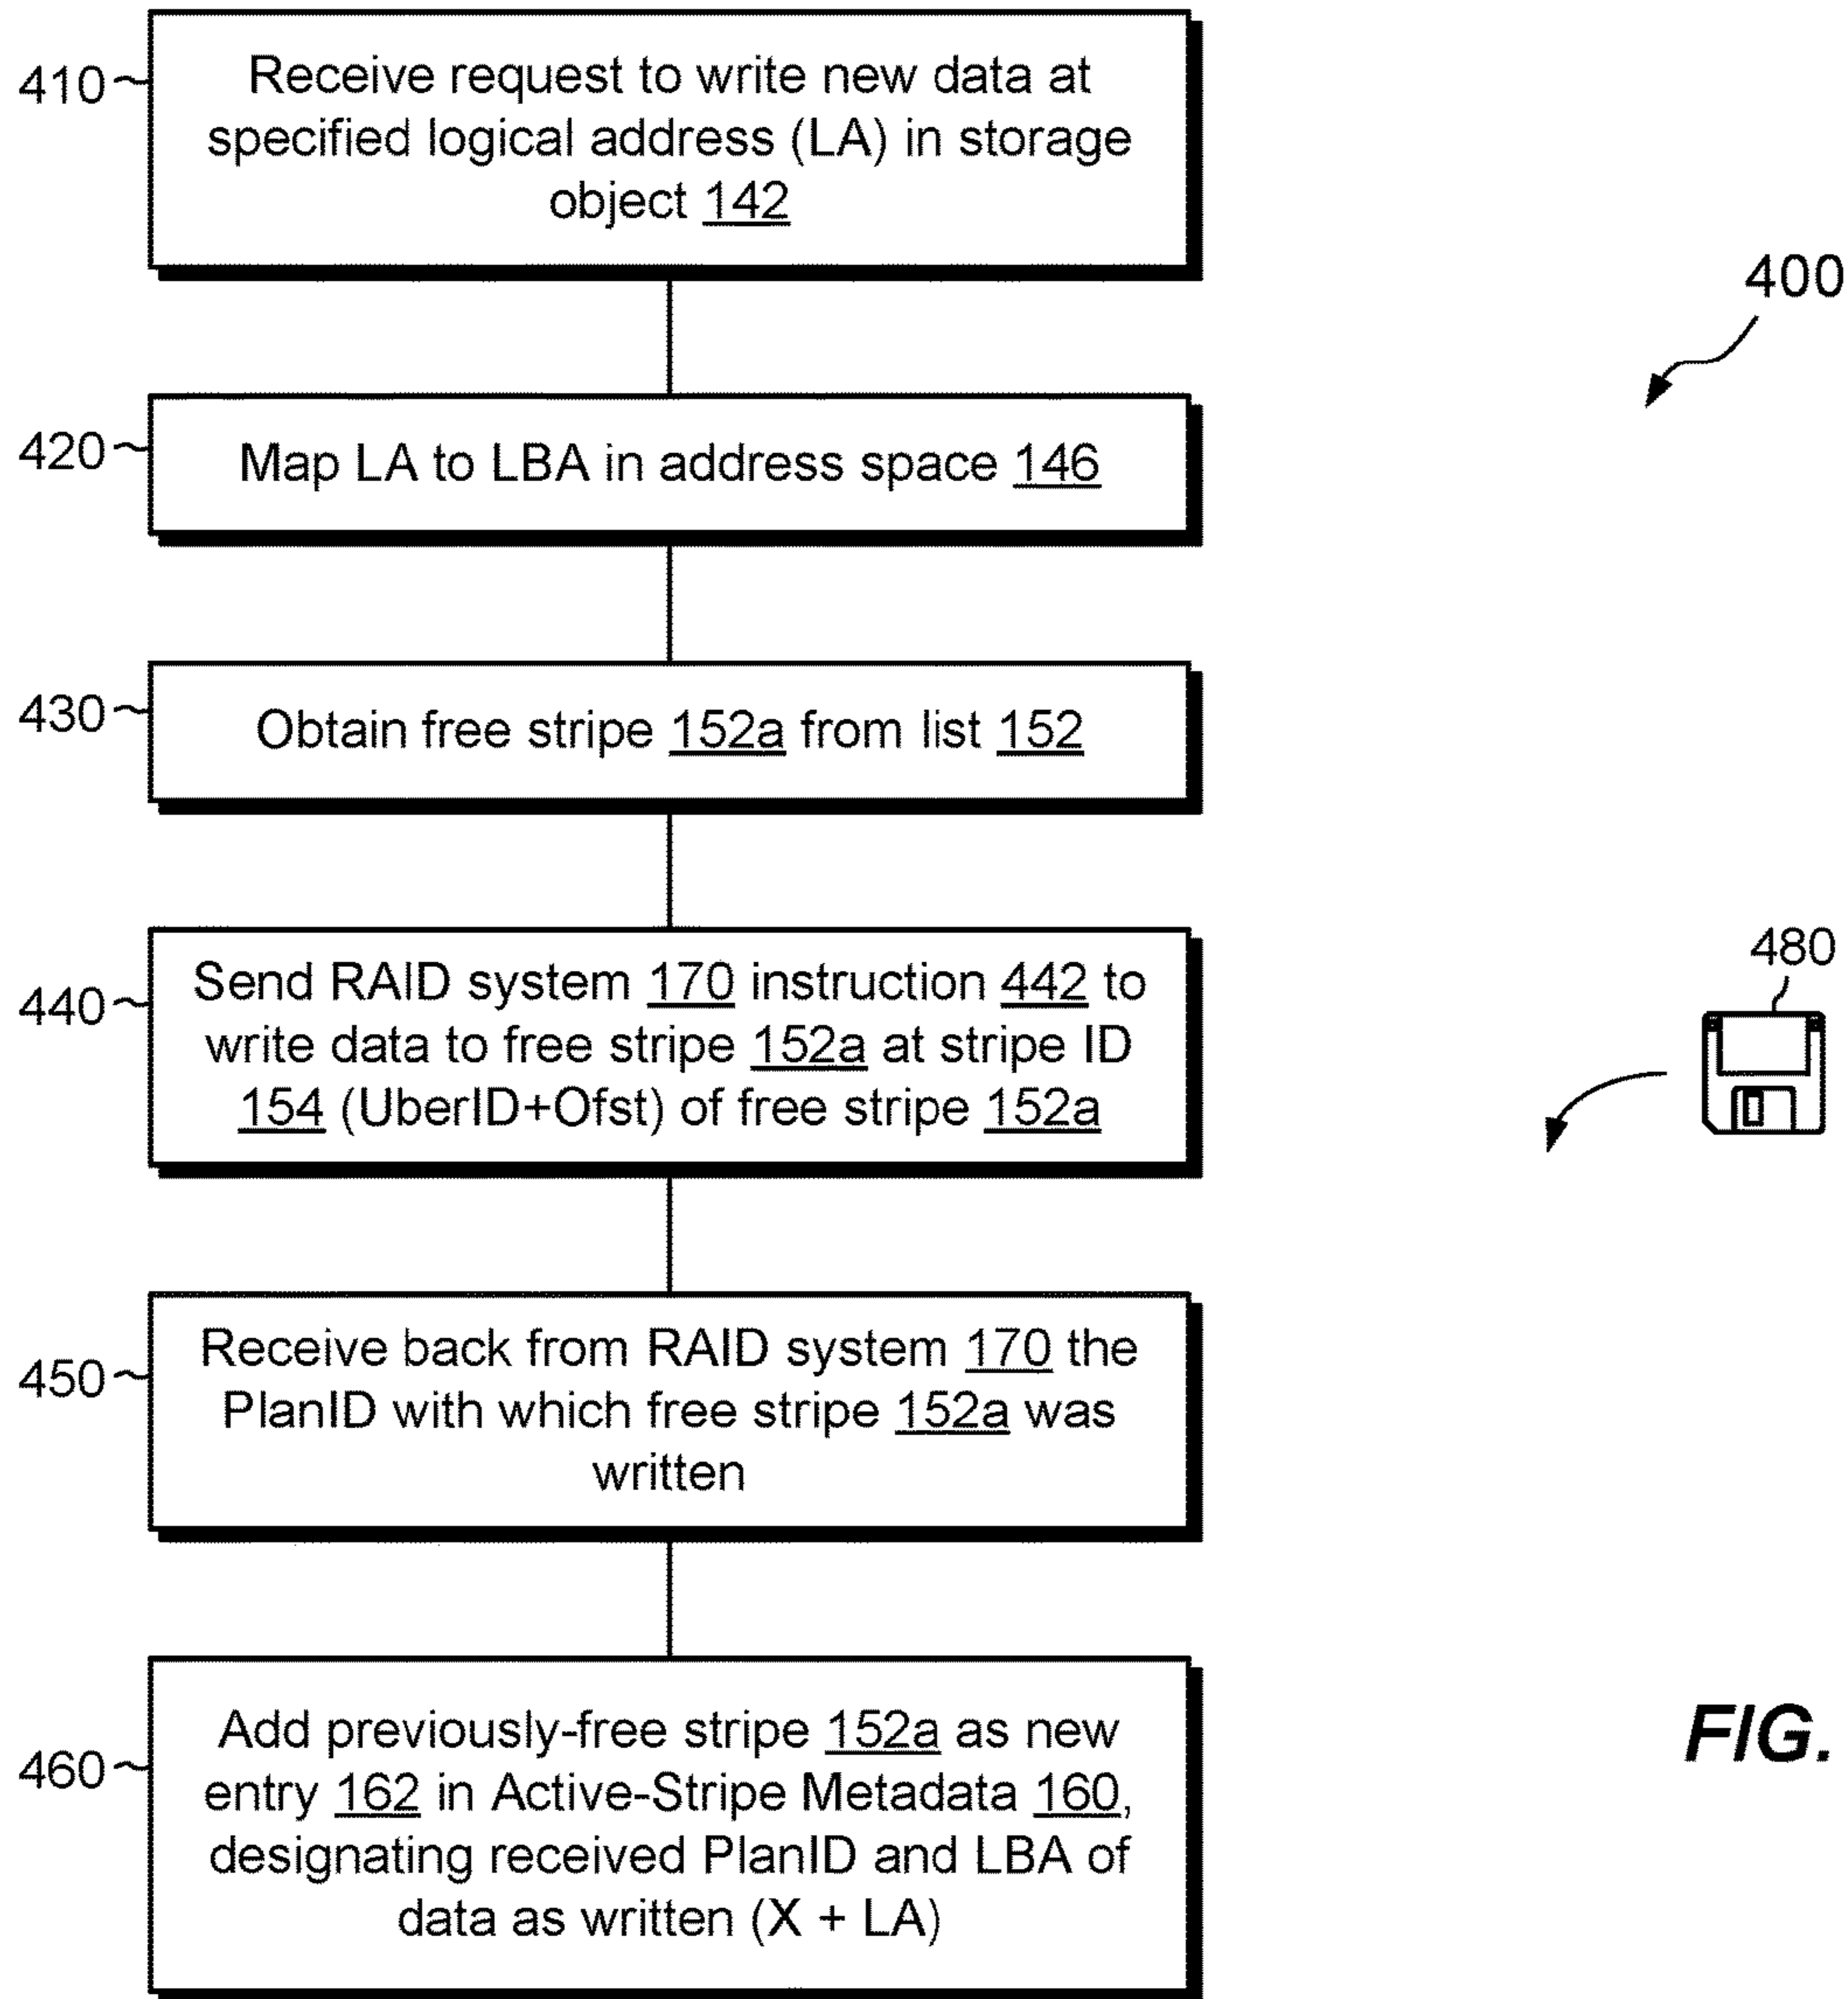 410
Receive request to write new data at
specified logical address (LA) in storage
object 142
400
420
Map LA to LBA in address space 146
430
Obtain free stripe 152a from list 152
440
Send RAID system 170 instruction 442 to
write data to free stripe 152a at stripe ID
154 (UberID+Ofst) of free stripe 152a
480
450
Receive back from RAID system 170 the
PlanID with which free stripe 152a was
written
460
Add previously-free stripe 152a as new
entry 162 in Active-Stripe Metadata 160,
designating received PlanID and LBA of
data as written (X + LA)
FIG.